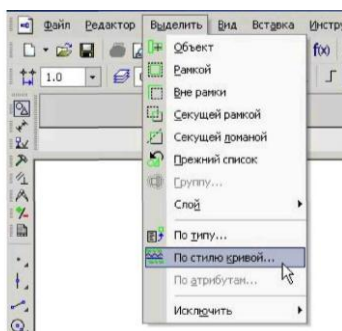 Файл Редактор Выделить Вид Вставка
Объект
f(x)
Рамкой
1.0
Вне рамки
Секущей рамкой
Секущей ломаной
Прежний список
Группу...
Слой
По типу...
По стилю кривой...
По атрибутам...
Исключить